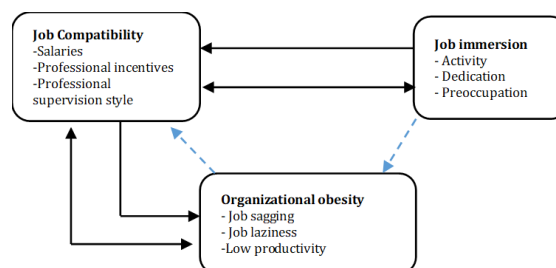 Job Compatibility
-Salaries
-Professional incentives
-Professional
supervision style
Job immersion
- Activity
- Dedication
- Preoccupation
Organizational obesity
- Job sagging
- Job laziness
-Low productivity